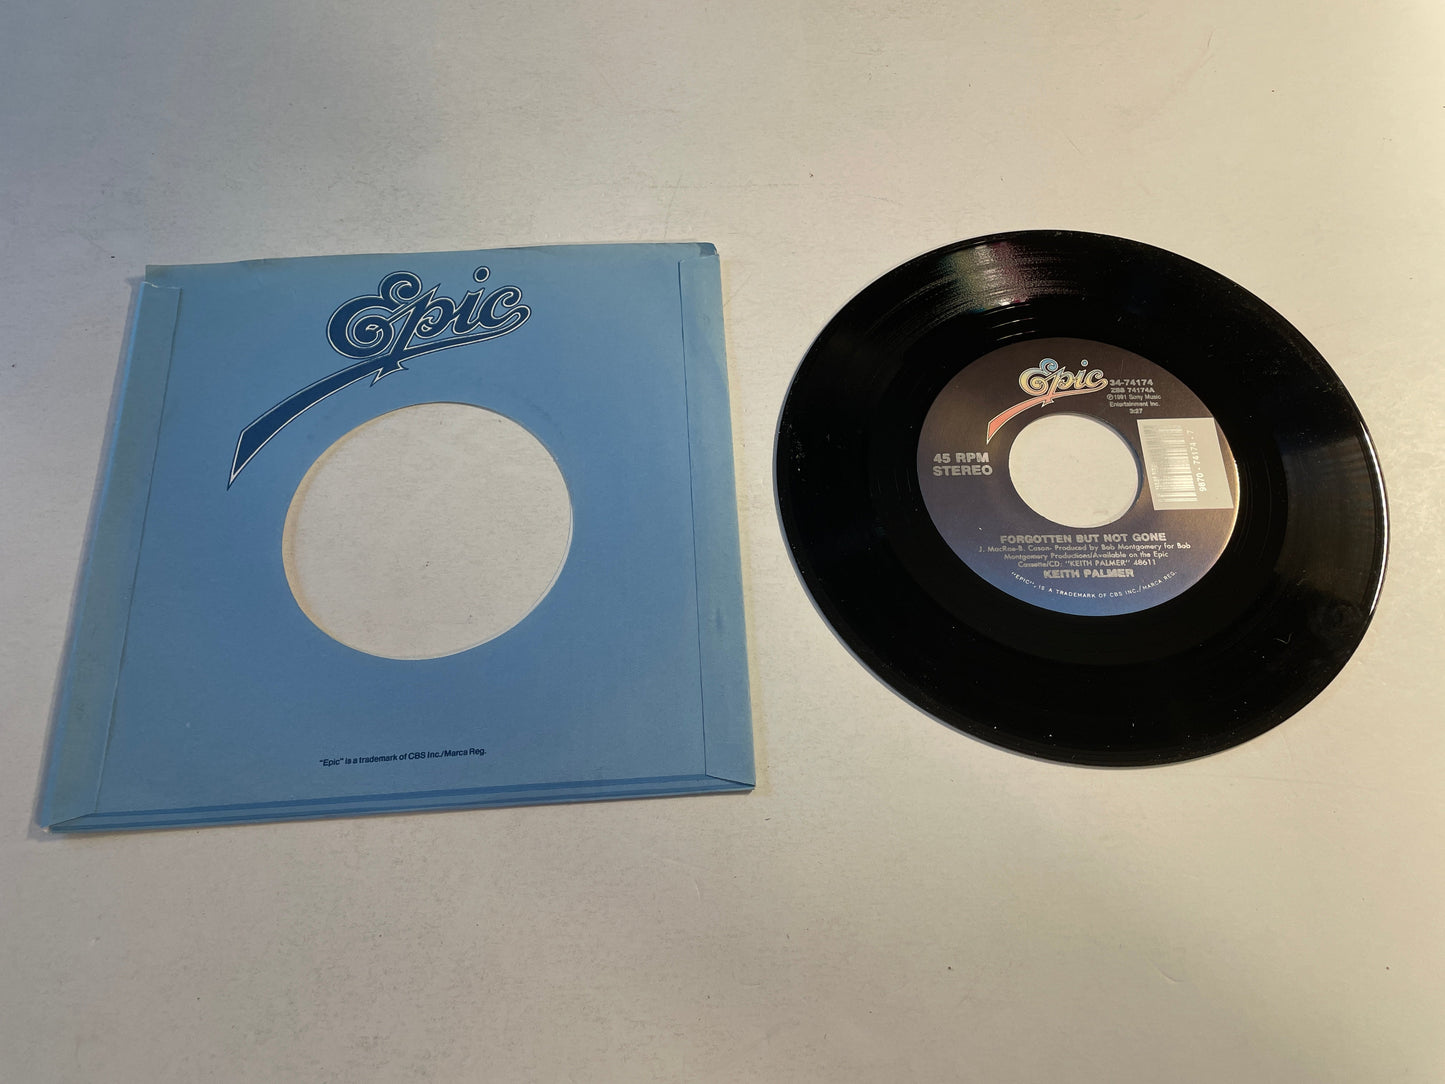 Epic
"Epic" is a trademark of CBS Inc./Marca Reg.
Epic
34-74174
ZSS 74174A
℗1991 Sony Music
Entertainment Inc.
3:27
45 RPM
STEREO
9870-74174-7
FORGOTTEN BUT NOT GONE
J. MacRae-B. Cason- Produced by Bob Montgomery for Bob
Montgomery Productions/Available on the Epic
Cassette/CD: "KEITH PALMER" 48611
KEITH PALMER
"EPIC", IS A TRADEMARK OF CBS INC./MARCA REG.